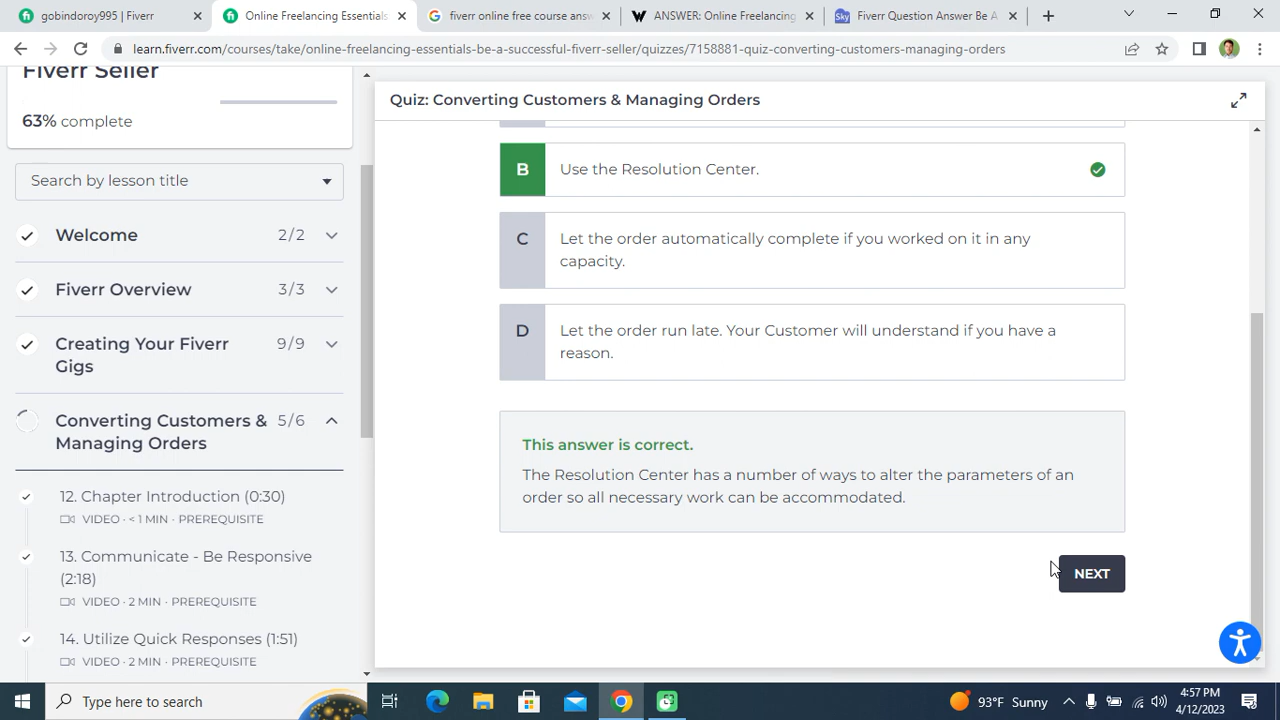 gobindoroy995 | Fiverr
Online Freelancing Essentials
fiverr online free course answ
ANSWER: Online Freelancing
Sky
Fiverr Question Answer Be A
learn.fiverr.com/courses/take/online-freelancing-essentials-be-a-successful-fiverr-seller/quizzes/7158881-quiz-converting-customers-managing-orders
Fiverr Seller
63% complete
Search by lesson title
Welcome 2/2
Fiverr Overview 3/3
Creating Your Fiverr 9/9
Gigs
Converting Customers & 5/6
Managing Orders
12. Chapter Introduction (0:30)
VIDEO · < 1 MIN · PREREQUISITE
13. Communicate - Be Responsive
(2:18)
VIDEO · 2 MIN · PREREQUISITE
14. Utilize Quick Responses (1:51)
VIDEO · 2 MIN · PREREQUISITE
Quiz: Converting Customers & Managing Orders
B Use the Resolution Center.
C Let the order automatically complete if you worked on it in any
capacity.
D Let the order run late. Your Customer will understand if you have a
reason.
This answer is correct.
The Resolution Center has a number of ways to alter the parameters of an
order so all necessary work can be accommodated.
NEXT
Type here to search
93°F Sunny
4:57 PM
4/12/2023